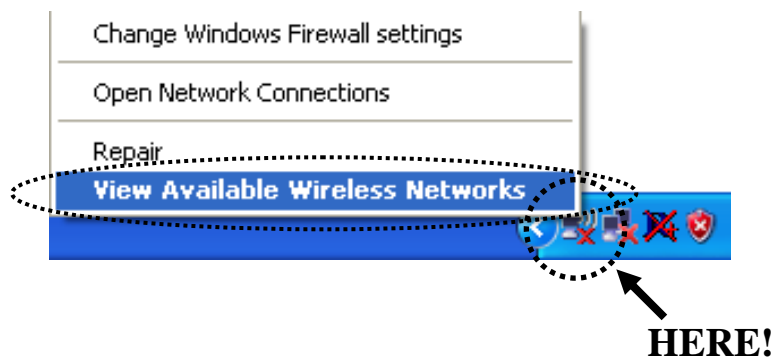 Change Windows Firewall settings
Open Network Connections
Repair
View Available Wireless Networks
HERE!